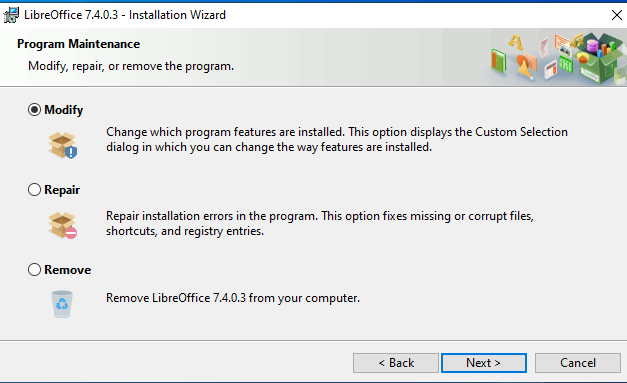 LibreOffice 7.4.0.3 - Installation Wizard
Program Maintenance
Modify, repair, or remove the program.
Modify
Change which program features are installed. This option displays the Custom Selection
dialog in which you can change the way features are installed.
Repair
Repair installation errors in the program. This option fixes missing or corrupt files,
shortcuts, and registry entries.
Remove
Remove LibreOffice 7.4.0.3 from your computer.
< Back
Next >
Cancel